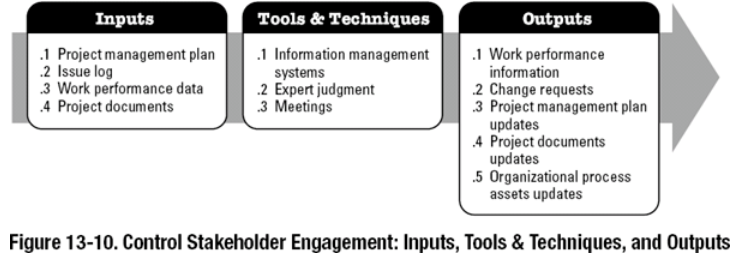 Inputs
.1 Project management plan
.2 Issue log
.3 Work performance data
.4 Project documents
Tools & Techniques
.1 Information management
systems
.2 Expert judgment
.3 Meetings
Outputs
.1 Work performance
information
.2 Change requests
.3 Project management plan
updates
.4 Project documents
updates
.5 Organizational process
assets updates
Figure 13-10. Control Stakeholder Engagement: Inputs, Tools & Techniques, and Outputs